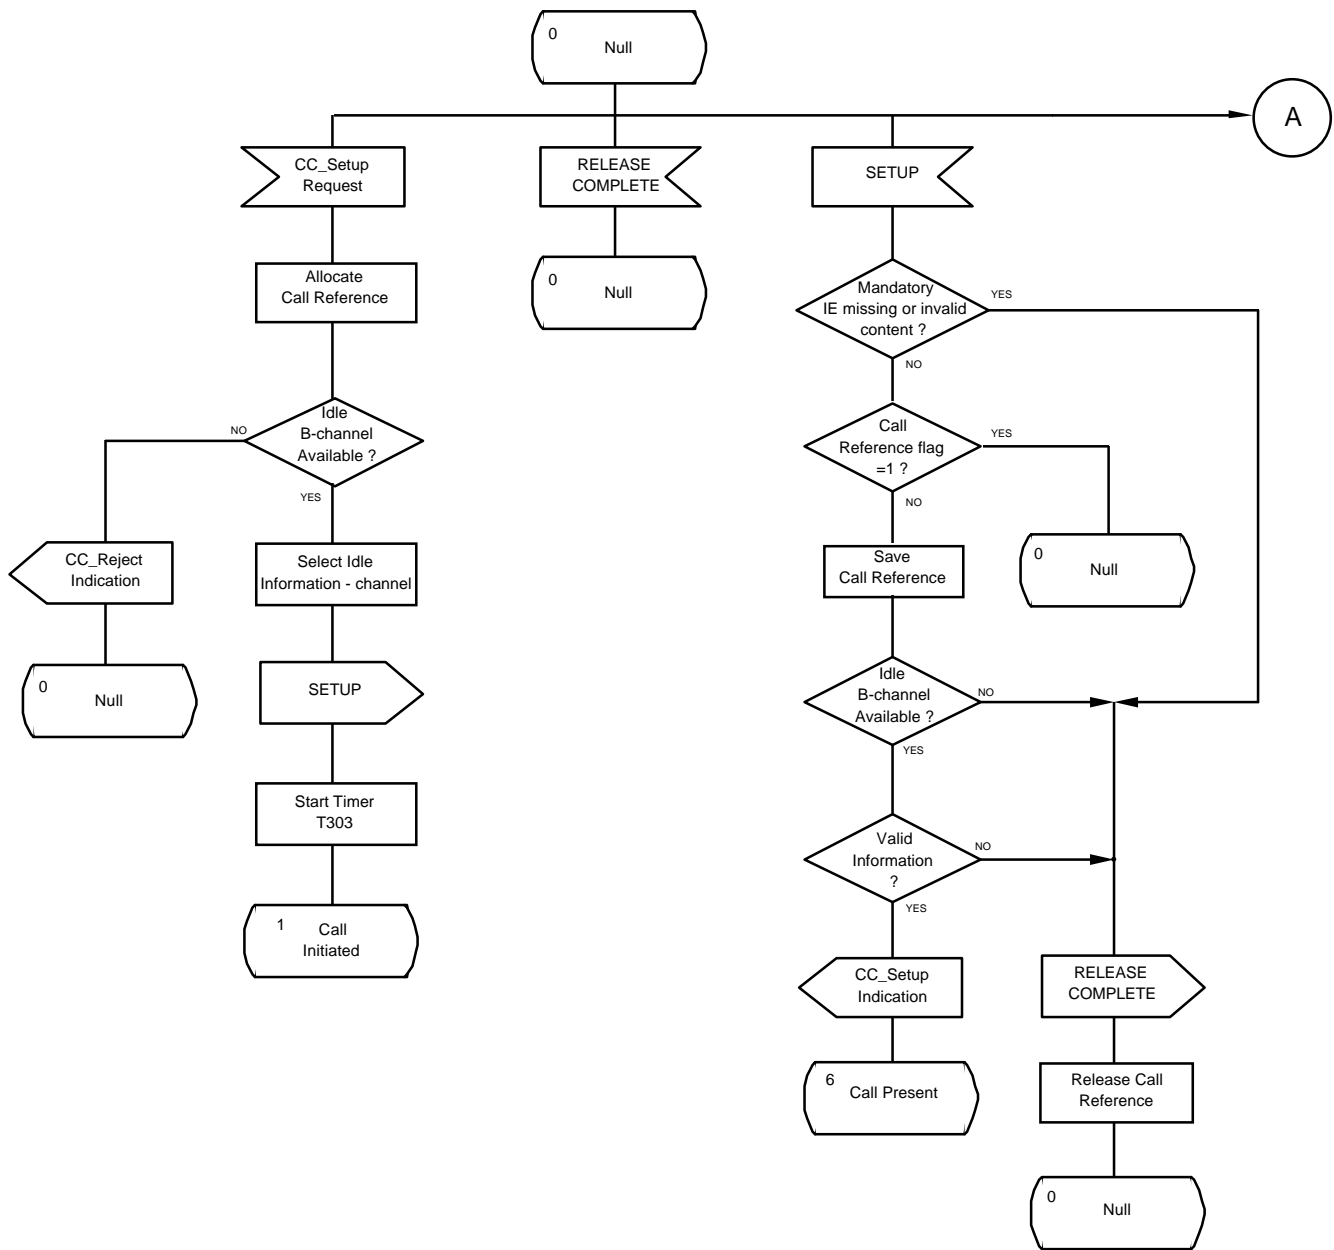 0
Null
A
CC_Setup
Request
RELEASE
COMPLETE
SETUP
Allocate
Call Reference
0
Null
Mandatory
IE missing or invalid
content ?
YES
NO
Idle
B-channel
Available ?
NO
YES
Call
Reference flag
=1 ?
YES
NO
CC_Reject
Indication
Select Idle
Information - channel
Save
Call Reference
0
Null
0
Null
SETUP
Idle
B-channel
Available ?
NO
YES
Start Timer
T303
Valid
Information
?
NO
YES
1
Call
Initiated
CC_Setup
Indication
RELEASE
COMPLETE
6
Call Present
Release Call
Reference
0
Null